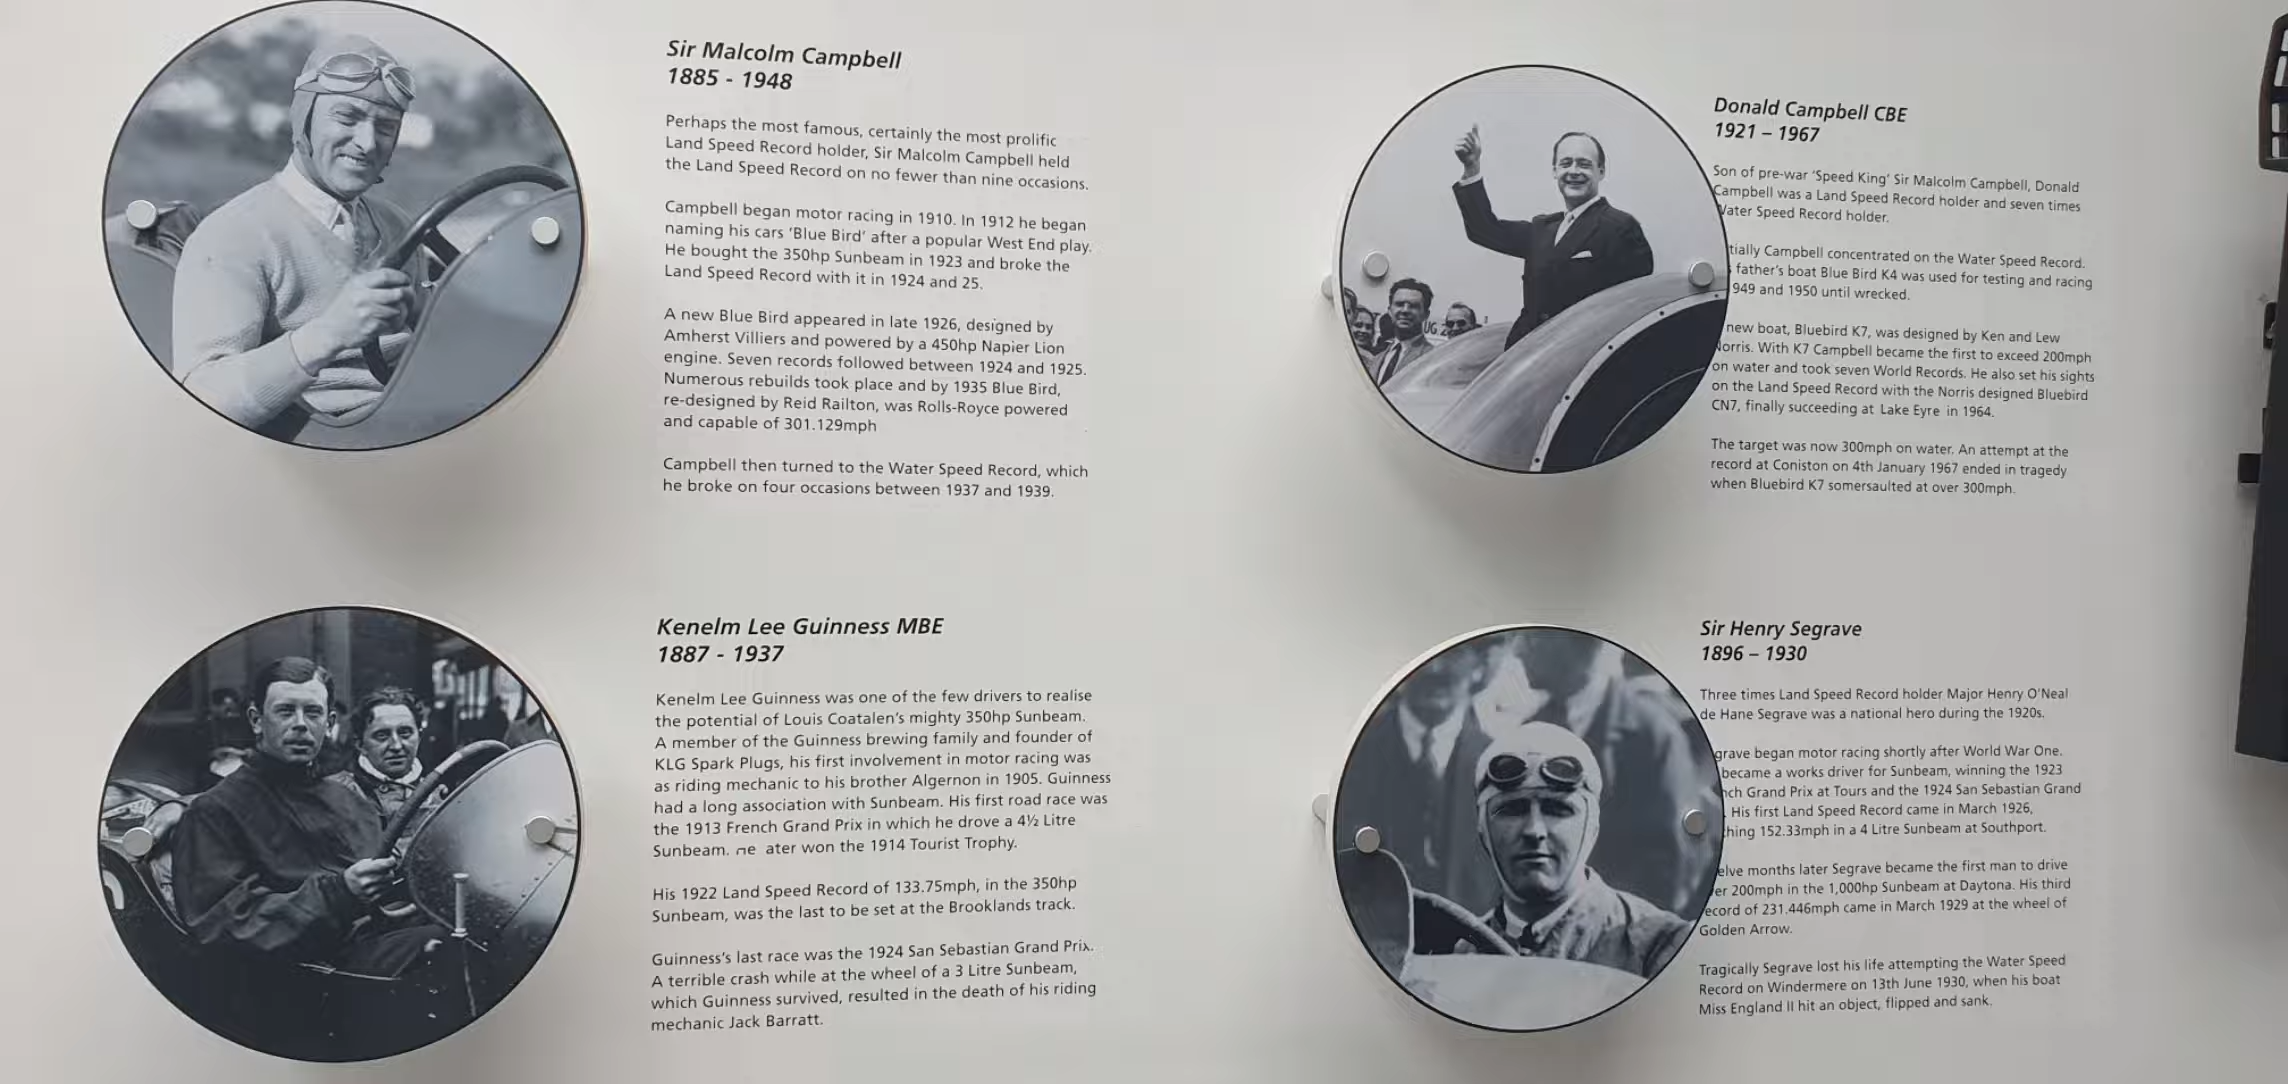 Sir Malcolm Campbell
1885 - 1948
Perhaps the most famous, certainly the most prolific
Land Speed Record holder, Sir Malcolm Campbell held
the Land Speed Record on no fewer than nine occasions.
Campbell began motor racing in 1910. In 1912 he began
naming his cars ‘Blue Bird’ after a popular West End play.
He bought the 350hp Sunbeam in 1923 and broke the
Land Speed Record with it in 1924 and 25.
A new Blue Bird appeared in late 1926, designed by
Amherst Villiers and powered by a 450hp Napier Lion
engine. Seven records followed between 1924 and 1925.
Numerous rebuilds took place and by 1935 Blue Bird,
re-designed by Reid Railton, was Rolls-Royce powered
and capable of 301.129mph
Campbell then turned to the Water Speed Record, which
he broke on four occasions between 1937 and 1939.
Donald Campbell CBE
1921 – 1967
Son of pre-war ‘Speed King’ Sir Malcolm Campbell, Donald
Campbell was a Land Speed Record holder and seven times
Water Speed Record holder.
tially Campbell concentrated on the Water Speed Record.
father’s boat Blue Bird K4 was used for testing and racing
949 and 1950 until wrecked.
new boat, Bluebird K7, was designed by Ken and Lew
Norris. With K7 Campbell became the first to exceed 200mph
on water and took seven World Records. He also set his sights
on the Land Speed Record with the Norris designed Bluebird
CN7, finally succeeding at Lake Eyre in 1964.
The target was now 300mph on water. An attempt at the
record at Coniston on 4th January 1967 ended in tragedy
when Bluebird K7 somersaulted at over 300mph.
Kenelm Lee Guinness MBE
1887 - 1937
Kenelm Lee Guinness was one of the few drivers to realise
the potential of Louis Coatalen’s mighty 350hp Sunbeam.
A member of the Guinness brewing family and founder of
KLG Spark Plugs, his first involvement in motor racing was
as riding mechanic to his brother Algernon in 1905. Guinness
had a long association with Sunbeam. His first road race was
the 1913 French Grand Prix in which he drove a 4½ Litre
Sunbeam. ater won the 1914 Tourist Trophy.
His 1922 Land Speed Record of 133.75mph, in the 350hp
Sunbeam, was the last to be set at the Brooklands track.
Guinness’s last race was the 1924 San Sebastian Grand Prix.
A terrible crash while at the wheel of a 3 Litre Sunbeam,
which Guinness survived, resulted in the death of his riding
mechanic Jack Barratt.
Sir Henry Segrave
1896 – 1930
Three times Land Speed Record holder Major Henry O’Neal
de Hane Segrave was a national hero during the 1920s.
grave began motor racing shortly after World War One.
became a works driver for Sunbeam, winning the 1923
nch Grand Prix at Tours and the 1924 San Sebastian Grand
. His first Land Speed Record came in March 1926,
hing 152.33mph in a 4 Litre Sunbeam at Southport.
elve months later Segrave became the first man to drive
er 200mph in the 1,000hp Sunbeam at Daytona. His third
record of 231.446mph came in March 1929 at the wheel of
Golden Arrow.
Tragically Segrave lost his life attempting the Water Speed
Record on Windermere on 13th June 1930, when his boat
Miss England II hit an object, flipped and sank.